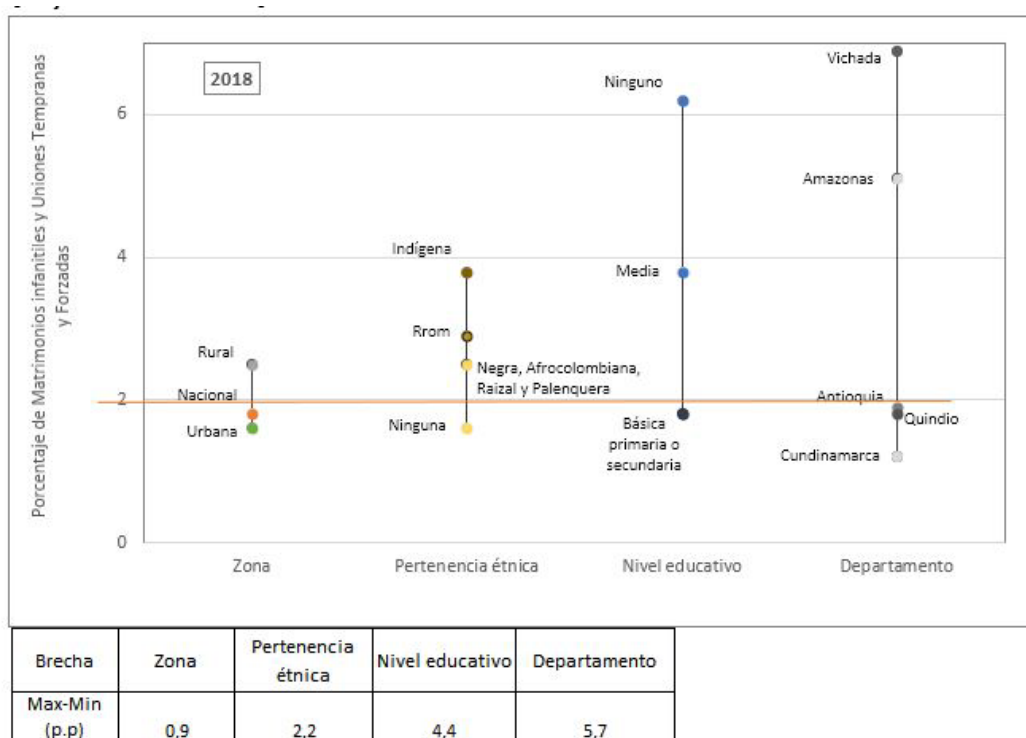 Porcentaje de Matrimonios infanitiles y Uniones Tempranas
y Forzadas
2018
6
4
2
0
Rural
Nacional
Urbana
Indígena
Rrom
Negra, Afrocolombiana,
Raizal y Palenquera
Ninguna
Ninguno
Media
Básica
primaria o
secundaria
Vichada
Amazonas
Antioquia
Quindio
Cundinamarca
Zona
Pertenencia étnica
Nivel educativo
Departamento
Brecha
Zona
Pertenencia
étnica
Nivel educativo
Departamento
Max-Min
(p.p)
0,9
2,2
4,4
5,7